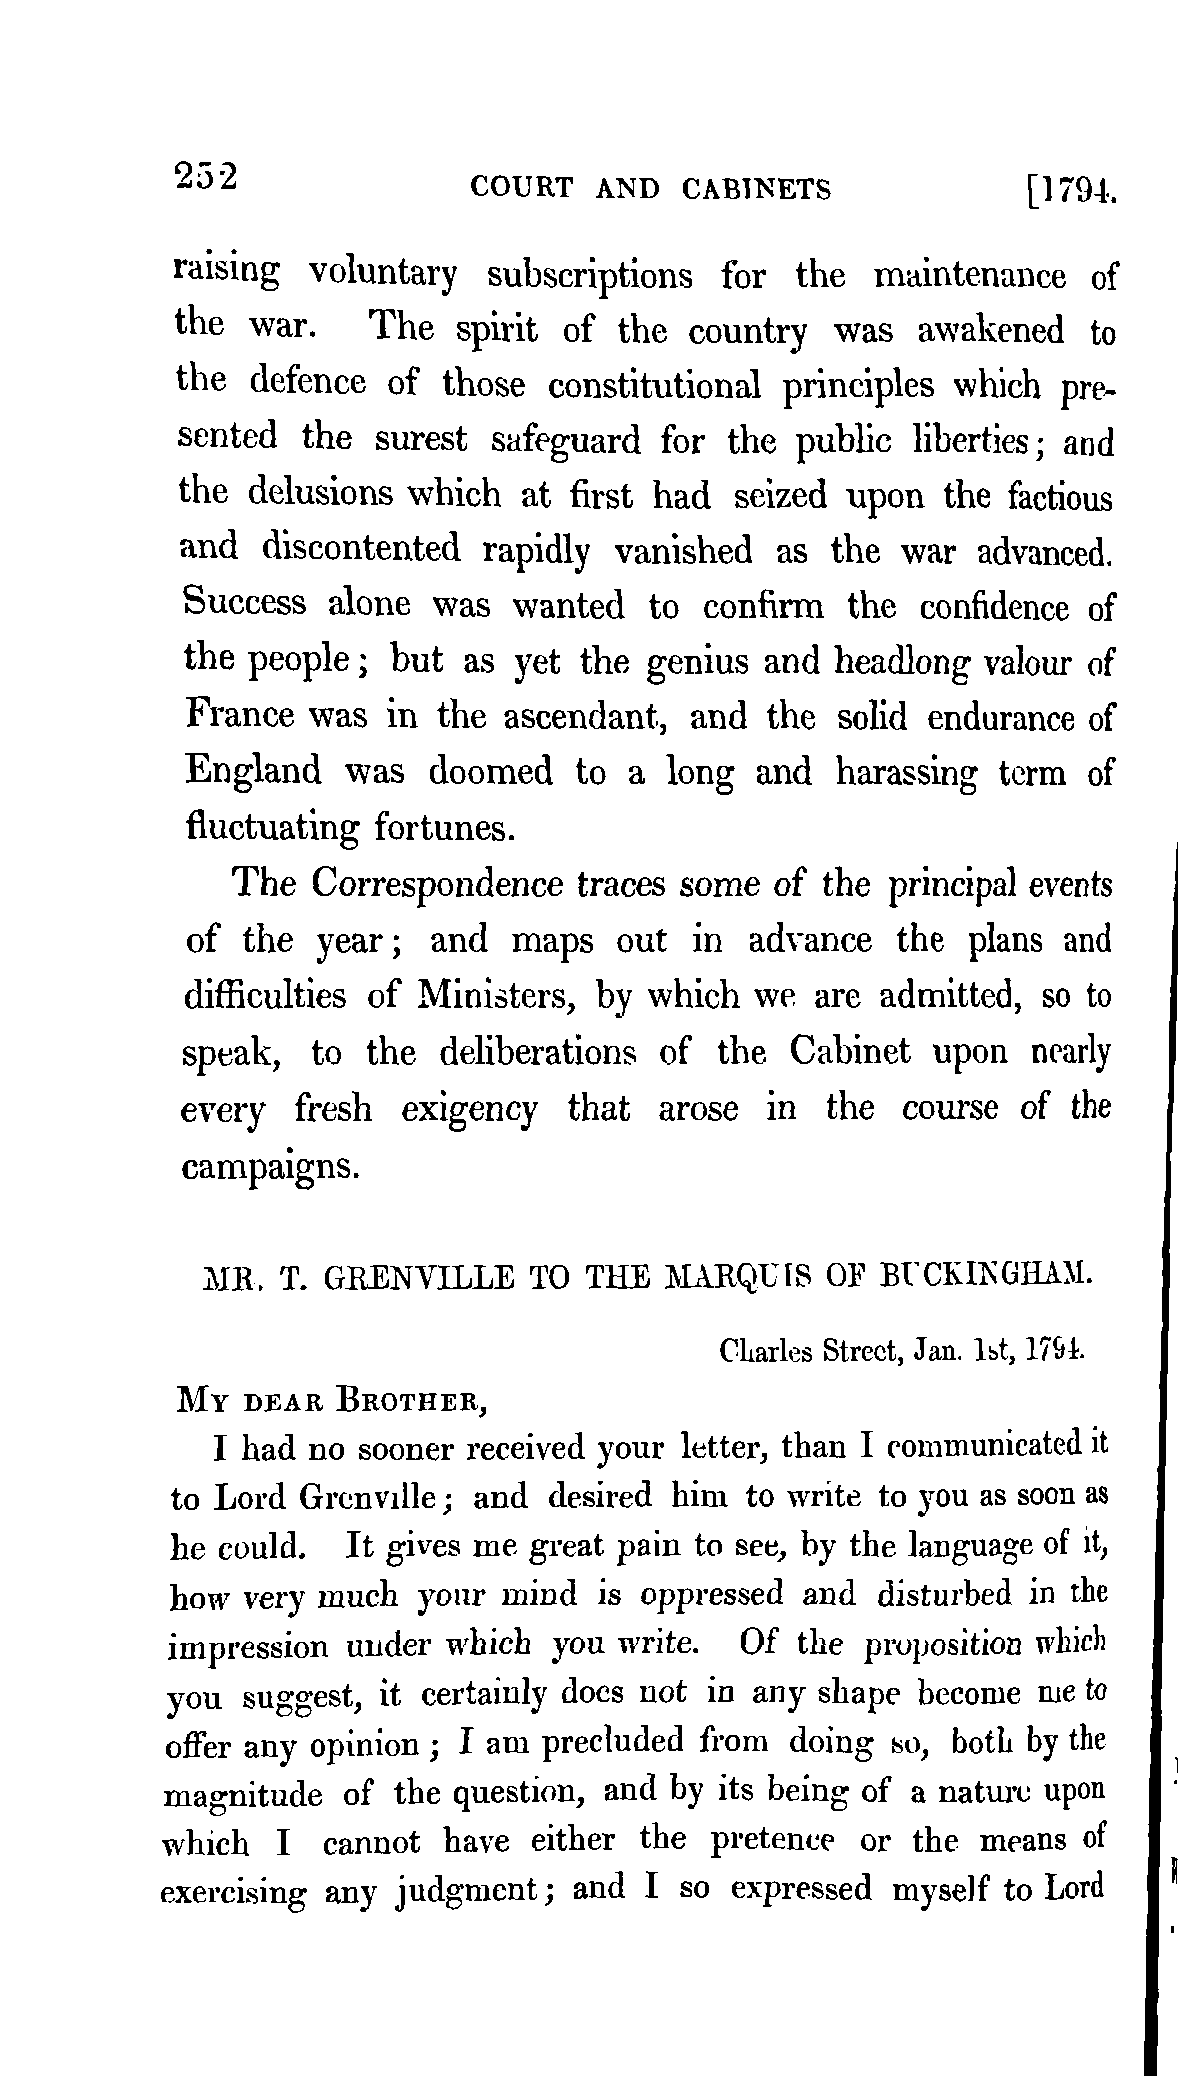 252 COURT AND CABINETS [1794.
raising voluntary subscriptions for the maintenance of
the war. The spirit of the country was awakened to
the defence of those constitutional principles which pre-
sented the surest safeguard for the public liberties; and
the delusions which at first had seized upon the factious
and discontented rapidly vanished as the war advanced.
Success alone was wanted to confirm the confidence of
the people; but as yet the genius and headlong valour of
France was in the ascendant, and the solid endurance of
England was doomed to a long and harassing term of
fluctuating fortunes.
The Correspondence traces some of the principal events
of the year; and maps out in advance the plans and
difficulties of Ministers, by which we are admitted, so to
speak, to the deliberations of the Cabinet upon nearly
every fresh exigency that arose in the course of the
campaigns.
MR. T. GRENVILLE TO THE MARQUIS OF BUCKINGHAM.
Charles Street, Jan. 1st, 1794.
MY DEAR BROTHER,
I had no sooner received your letter, than I communicated it
to Lord Grenville; and desired him to write to you as soon as
he could. It gives me great pain to see, by the language of it,
how very much your mind is oppressed and disturbed in the
impression under which you write. Of the proposition which
you suggest, it certainly does not in any shape become me to
offer any opinion; I am precluded from doing so, both by the
magnitude of the question, and by its being of a nature upon
which I cannot have either the pretence or the means of
exercising any judgment; and I so expressed myself to Lord